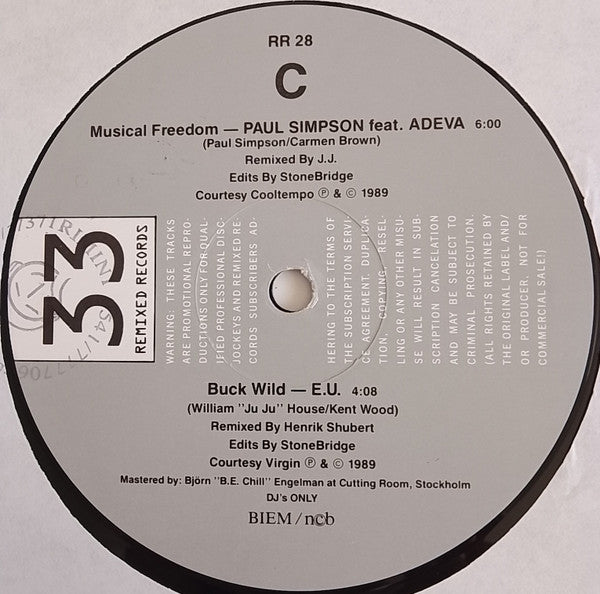 RR 28
C
Musical Freedom — PAUL SIMPSON feat. ADEVA 6:00
(Paul Simpson/Carmen Brown)
Remixed By J.J.
Edits By StoneBridge
Courtesy Cooltempo Ⓟ & © 1989
33
REMIXED RECORDS
WARNING: THESE TRACKS
ARE PROMOTIONAL REPRO-
DUCTIONS ONLY FOR QUAL-
IFIED PROFESSIONAL DISC-
JOCKEYS AND REMIXED RE-
CORDS SUBSCRIBERS AD-
HERING TO THE TERMS OF
THE SUBSCRIPTION SERVI-
CE AGREEMENT. DUPLICA-
TION, COPYING, RESEL-
LING OR ANY OTHER MISU-
SE WILL RESULT IN SUB-
SCRIPTION CANCELATION
AND MAY BE SUBJECT TO
CRIMINAL PROSECUTION.
(ALL RIGHTS RETAINED BY
THE ORIGINAL LABEL AND/
OR PRODUCER. NOT FOR
COMMERCIAL SALE!)
Buck Wild — E.U. 4:08
(William "Ju Ju" House/Kent Wood)
Remixed By Henrik Shubert
Edits By StoneBridge
Courtesy Virgin Ⓟ & © 1989
Mastered by: Björn "B.E. Chill" Engelman at Cutting Room, Stockholm
DJ's ONLY
BIEM/ncb